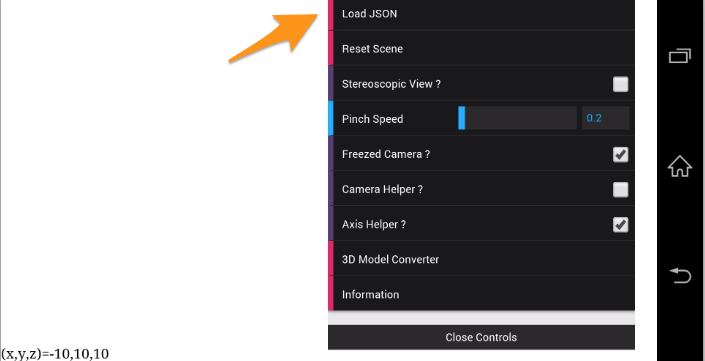 Load JSON
Reset Scene
Stereoscopic View ?
Pinch Speed 0.2
Freezed Camera ?
Camera Helper ?
Axis Helper ?
3D Model Converter
Information
Close Controls
(x,y,z)=-10,10,10